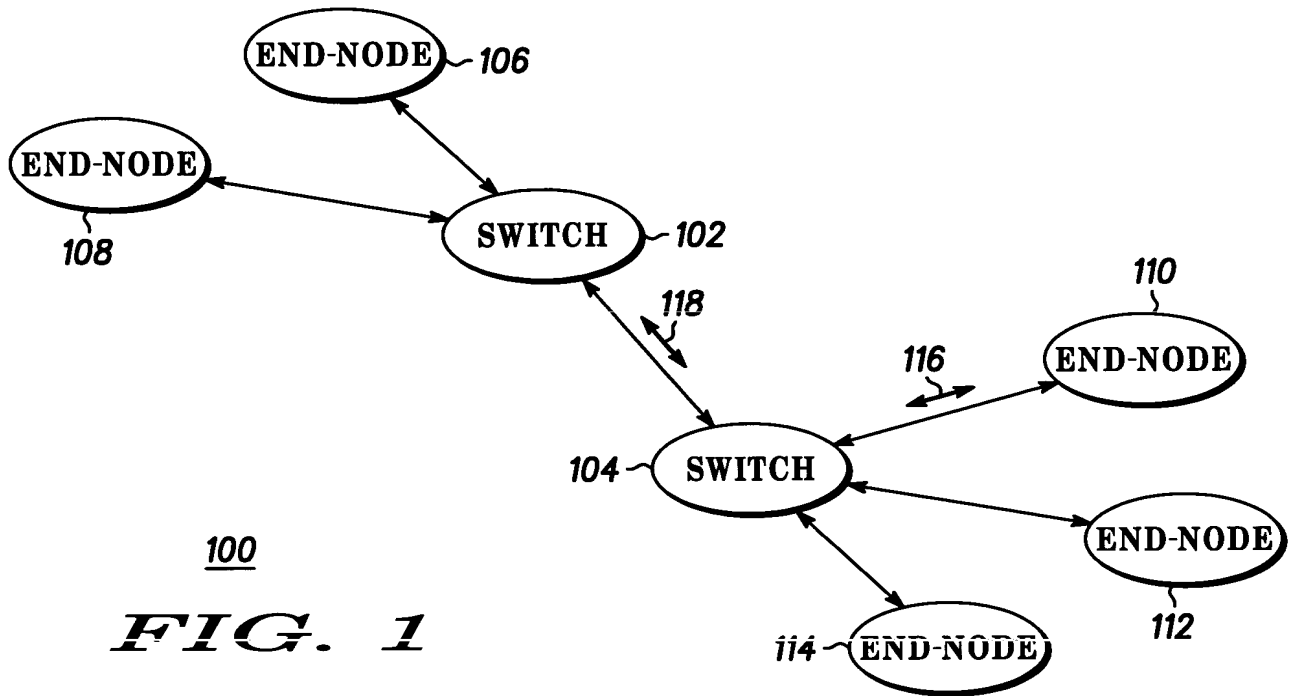 END-NODE
106
END-NODE
108
SWITCH
102
118
110
END-NODE
116
104
SWITCH
END-NODE
112
114
END-NODE
100
FIG. 1